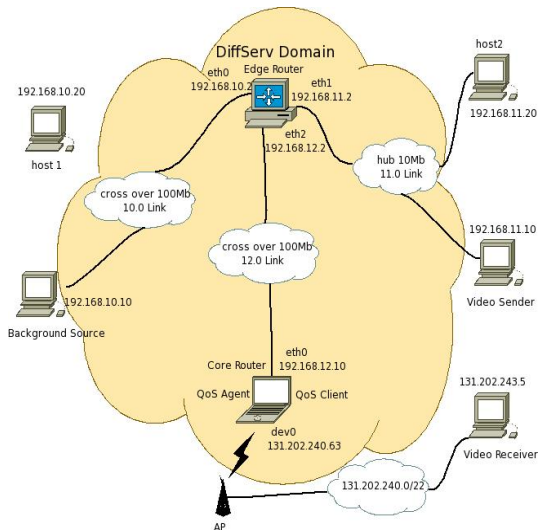 DiffServ Domain
Edge Router
eth0
192.168.10.2
eth1
192.168.11.2
eth2
192.168.12.2
host2
192.168.11.20
192.168.10.20
host 1
hub 10Mb
11.0 Link
cross over 100Mb
10.0 Link
cross over 100Mb
12.0 Link
192.168.11.10
Video Sender
192.168.10.10
Background Source
eth0
192.168.12.10
Core Router
QoS Agent
QoS Client
dev0
131.202.240.63
131.202.243.5
Video Receiver
131.202.240.0/22
AP